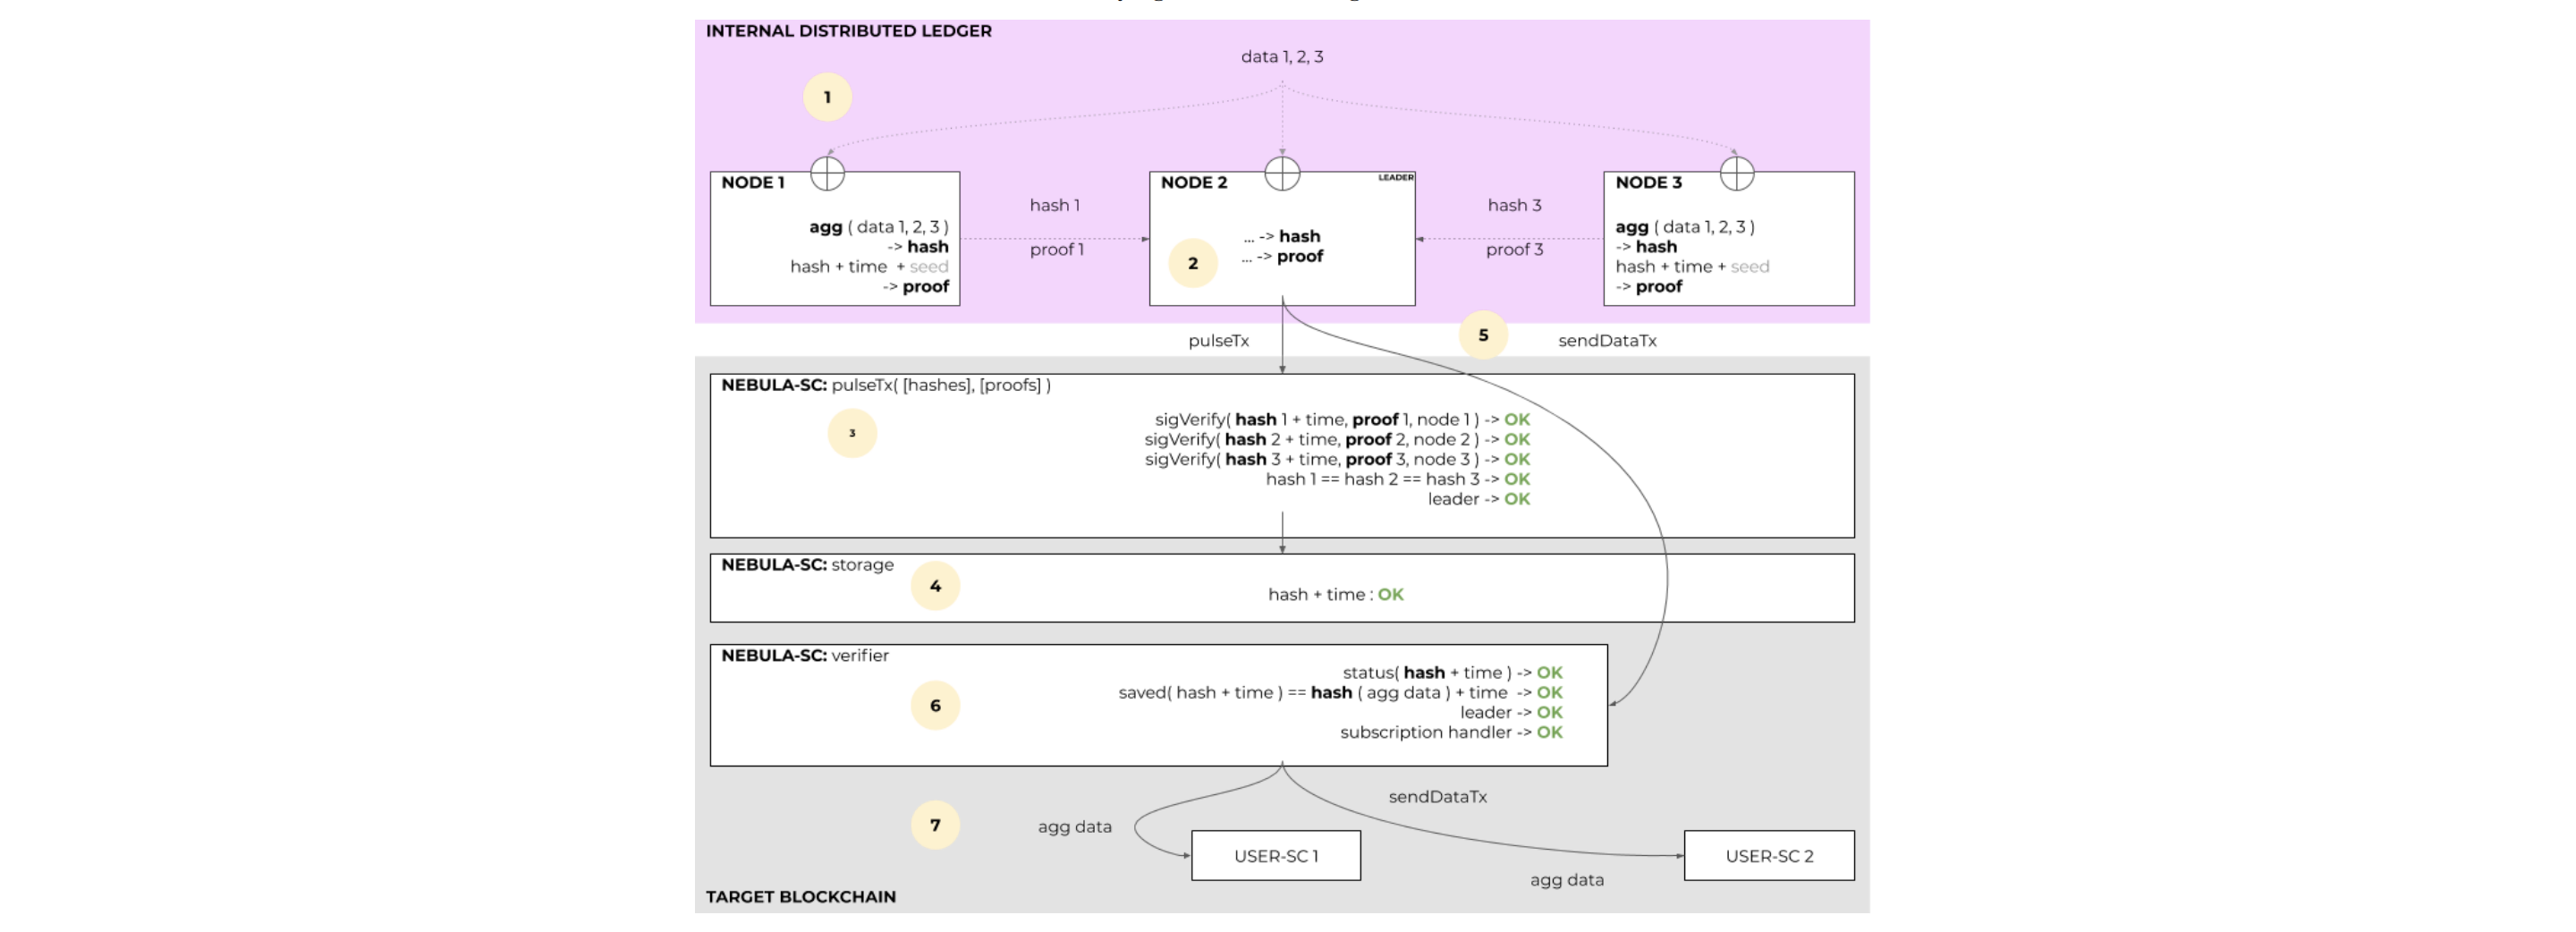 INTERNAL DISTRIBUTED LEDGER
data 1, 2, 3
1
NODE 1
agg ( data 1, 2, 3 )
-> hash
hash + time + seed
-> proof
hash 1
proof 1
NODE 2
LEADER
... -> hash
... -> proof
2
hash 3
proof 3
NODE 3
agg ( data 1, 2, 3 )
-> hash
hash + time + seed
-> proof
pulseTx
5
sendDataTx
NEBULA-SC: pulseTx( [hashes], [proofs] )
3
sigVerify( hash 1 + time, proof 1, node 1 ) -> OK
sigVerify( hash 2 + time, proof 2, node 2 ) -> OK
sigVerify( hash 3 + time, proof 3, node 3 ) -> OK
hash 1 == hash 2 == hash 3 -> OK
leader -> OK
NEBULA-SC: storage
4
hash + time : OK
NEBULA-SC: verifier
6
status( hash + time ) -> OK
saved( hash + time ) == hash ( agg data ) + time -> OK
leader -> OK
subscription handler -> OK
7
sendDataTx
agg data
USER-SC 1
USER-SC 2
agg data
TARGET BLOCKCHAIN